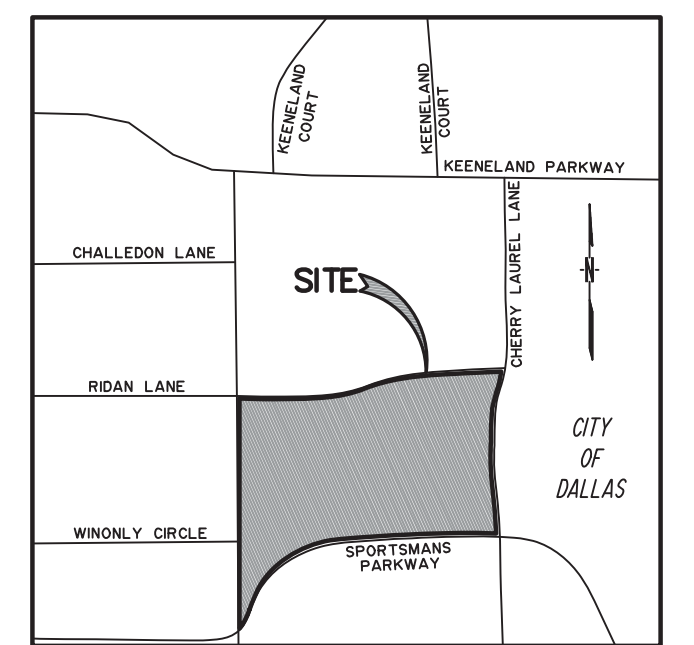 KEENELAND
COURT
KEENELAND
COURT
KEENELAND PARKWAY
CHERRY LAUREL LANE
CHALLEDON LANE
SITE
N
RIDAN LANE
CITY
OF
DALLAS
WINONLY CIRCLE
SPORTSMANS
PARKWAY